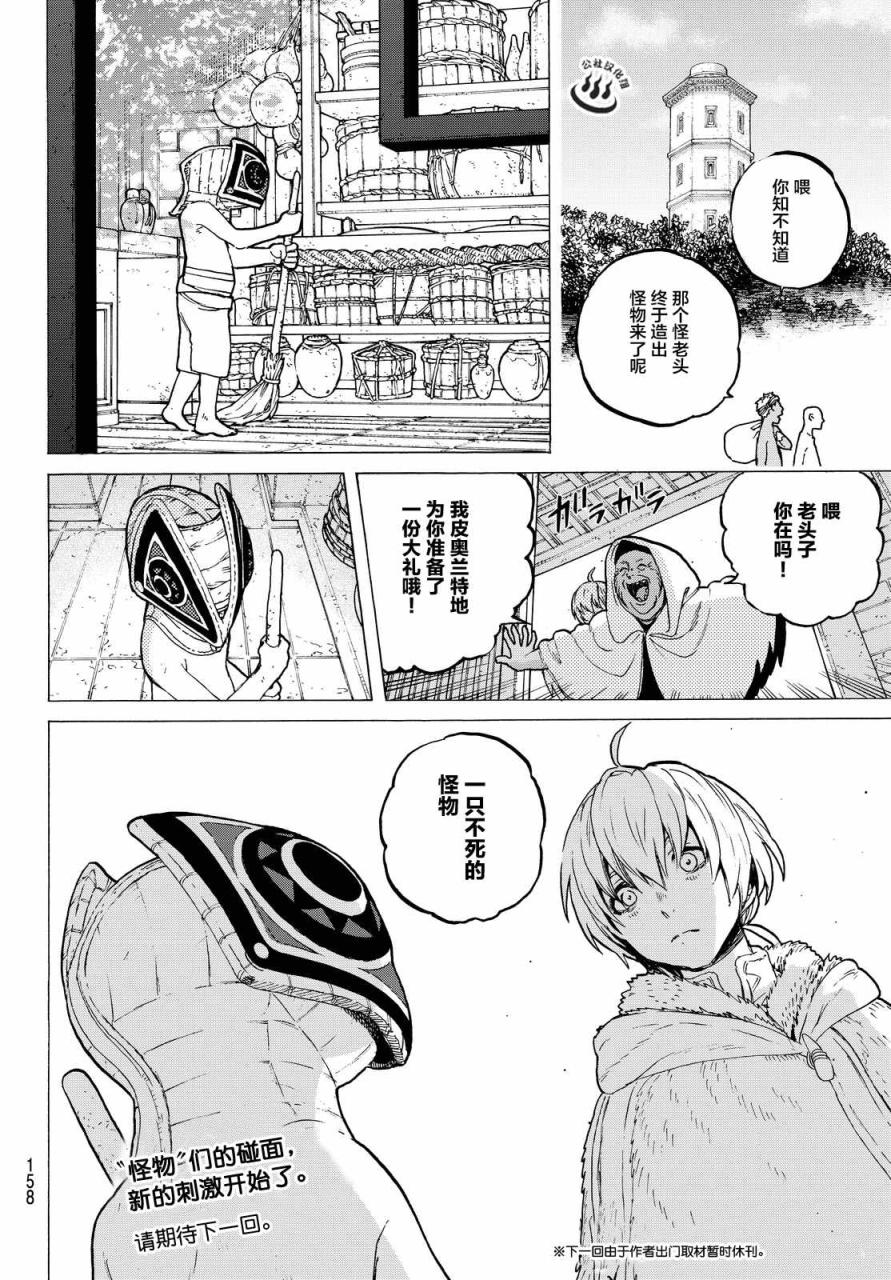 公社汉化组
喂
你知不知道
那个怪老头
终于造出
怪物来了呢
喂
老头子
你在吗！
ガラガラ
我皮奥兰特地
为你准备了
一份大礼哦！
一只不死的
怪物
“怪物”们的碰面，
新的刺激开始了。
请期待下一回。
※下一回由于作者出门取材暂时休刊。
158